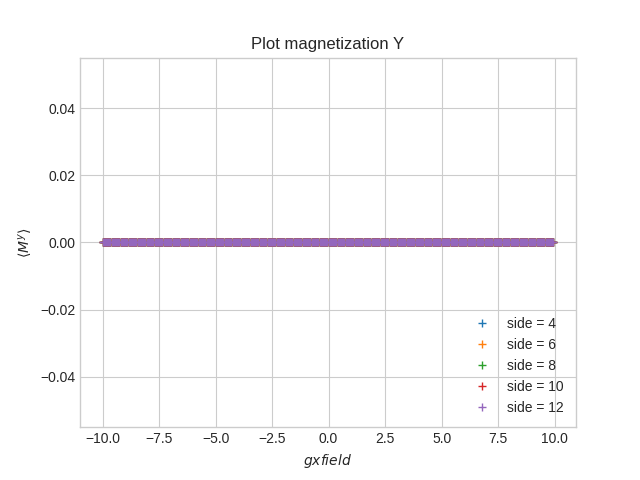 Plot magnetization Y
0.04
0.02
0.00
−0.02
−0.04
⟨M^y⟩
−10.0 −7.5 −5.0 −2.5 0.0 2.5 5.0 7.5 10.0
gxfield
side = 4
side = 6
side = 8
side = 10
side = 12